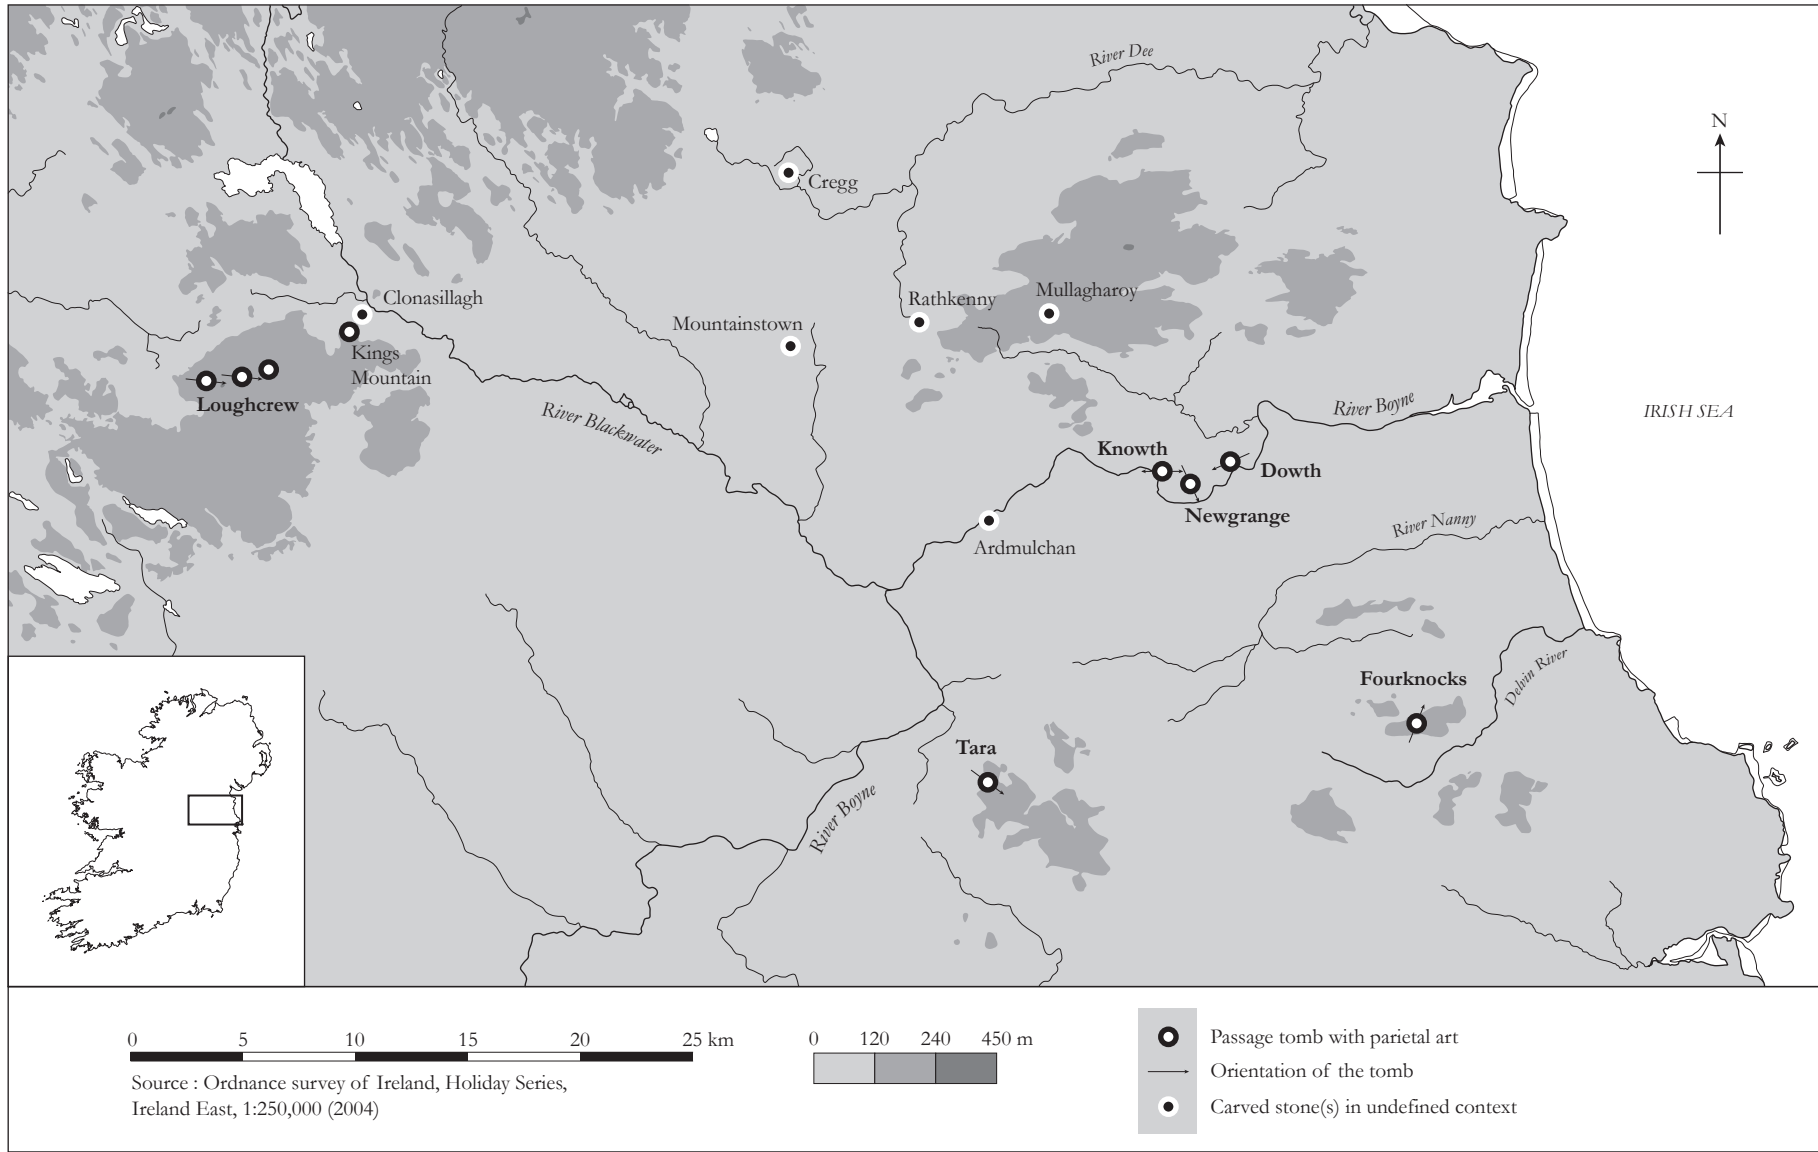 River Dee
N
Cregg
Clonasillagh
Rathkenny
Mullagharoy
Mountainstown
Kings
Mountain
Loughcrew
River Blackwater
River Boyne
IRISH SEA
Knowth
Dowth
Newgrange
River Nanny
Ardmulchan
Fourknocks
Delvin River
Tara
River Boyne
0 5 10 15 20 25 km
Source : Ordnance survey of Ireland, Holiday Series,
Ireland East, 1:250,000 (2004)
0 120 240 450 m
Passage tomb with parietal art
Orientation of the tomb
Carved stone(s) in undefined context